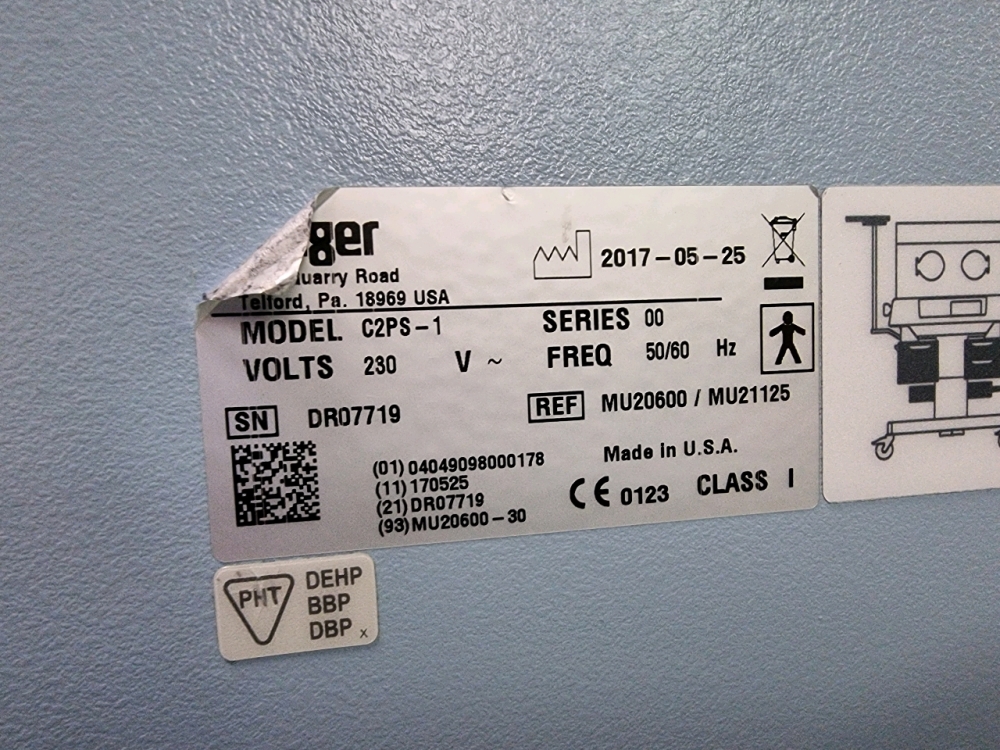 ger
uarry Road
Telford, Pa. 18969 USA
2017-05-25
MODEL C2PS-1
SERIES 00
VOLTS 230 V ~
FREQ 50/60 Hz
SN DR07719
REF MU20600 / MU21125
(01) 04049098000178
(11) 170525
(21) DR07719
(93) MU20600-30
Made in U.S.A.
CE 0123 CLASS I
PHT
DEHP
BBP
DBP x